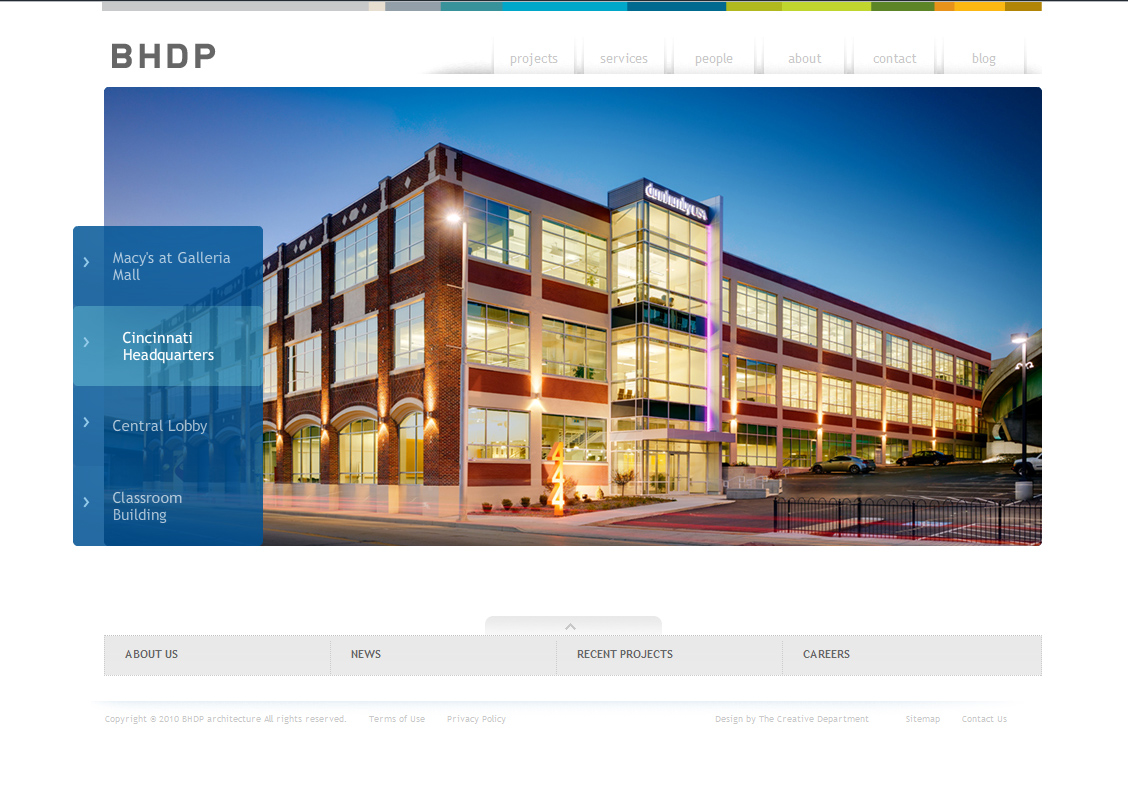 BHDP
projects services people about contact blog
dunnhumby USA
Macy's at Galleria
Mall
Cincinnati
Headquarters
Central Lobby
Classroom
Building
444
ABOUT US NEWS RECENT PROJECTS CAREERS
Copyright © 2010 BHDP architecture All rights reserved. Terms of Use Privacy Policy Design by The Creative Department Sitemap Contact Us